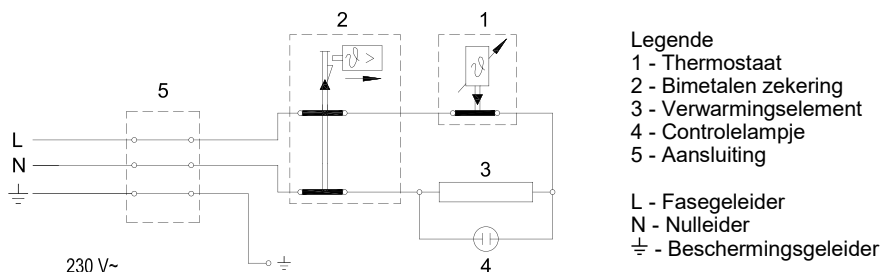 2
1
5
L
N
ϑ >
ϑ
3
4
230 V~
Legende
1 - Thermostaat
2 - Bimetalen zekering
3 - Verwarmingselement
4 - Controlelampje
5 - Aansluiting
L - Fasegeleider
N - Nulleider
⏚ - Beschermingsgeleider